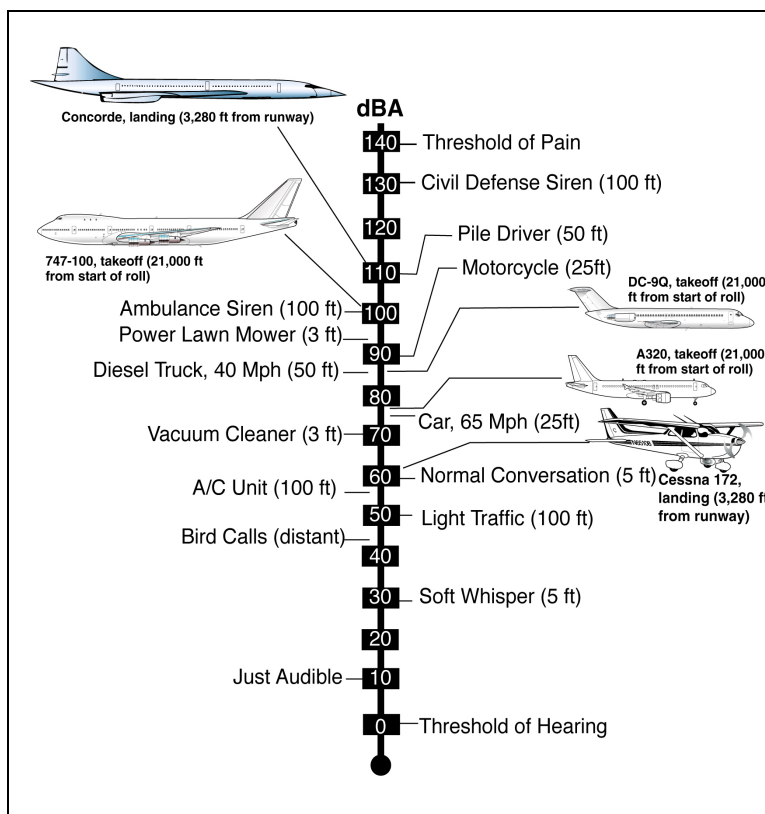 Concorde, landing (3,280 ft from runway)
dBA
140
Threshold of Pain
130
Civil Defense Siren (100 ft)
120
Pile Driver (50 ft)
110
Motorcycle (25ft)
747-100, takeoff (21,000 ft
from start of roll)
DC-9Q, takeoff (21,000
ft from start of roll)
Ambulance Siren (100 ft)
100
Power Lawn Mower (3 ft)
90
A320, takeoff (21,000
ft from start of roll)
Diesel Truck, 40 Mph (50 ft)
80
Car, 65 Mph (25ft)
Vacuum Cleaner (3 ft)
70
60
Normal Conversation (5 ft)
Cessna 172,
landing (3,280 ft
from runway)
A/C Unit (100 ft)
50
Light Traffic (100 ft)
Bird Calls (distant)
40
30
Soft Whisper (5 ft)
20
Just Audible
10
0
Threshold of Hearing